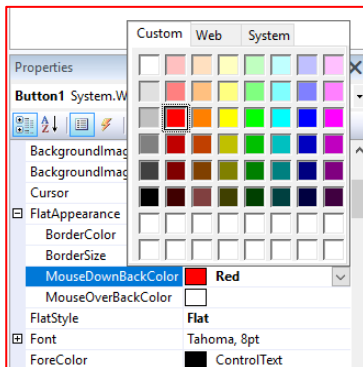 Custom Web System
Properties
Button1 System.W
BackgroundImag
BackgroundImag
Cursor
FlatAppearance
BorderColor
BorderSize
MouseDownBackColor Red
MouseOverBackColor
FlatStyle Flat
Font Tahoma, 8pt
ForeColor ControlText